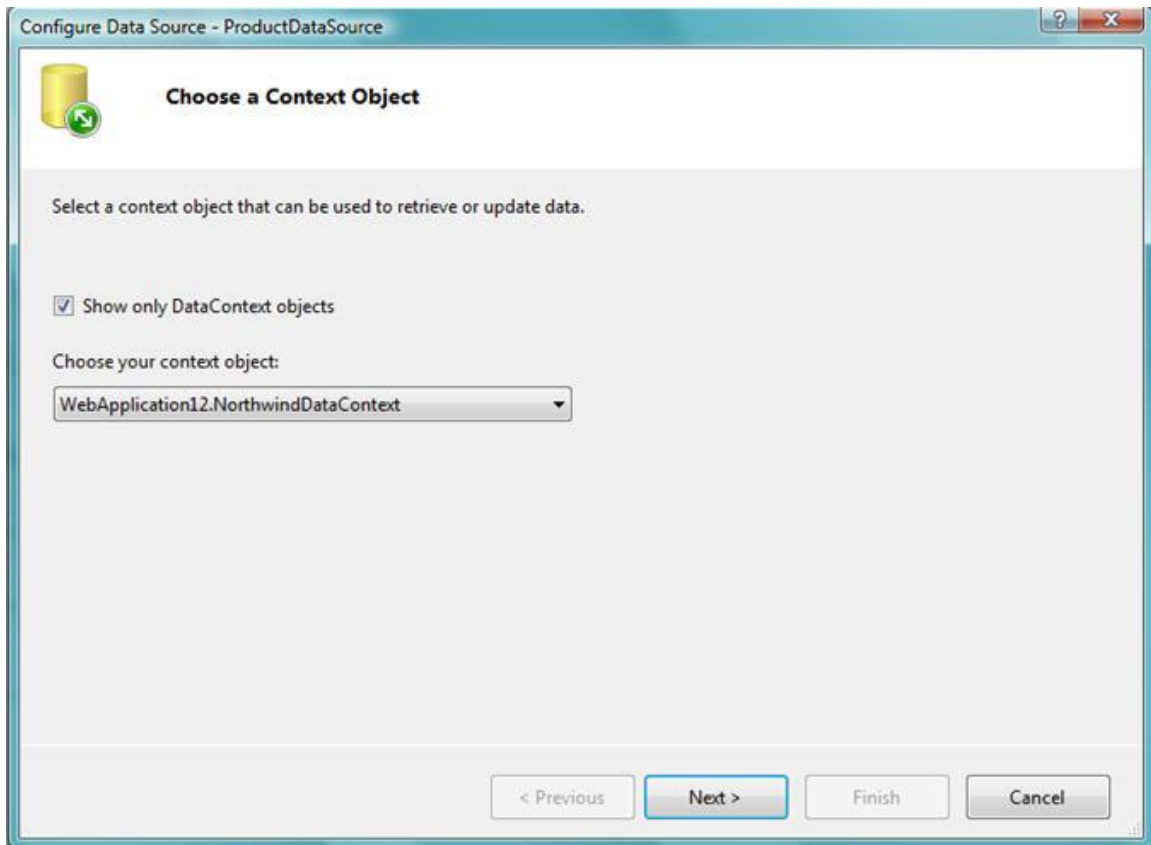 Configure Data Source - ProductDataSource
?
Choose a Context Object
Select a context object that can be used to retrieve or update data.
Show only DataContext objects
Choose your context object:
WebApplication12.NorthwindDataContext
< Previous
Next >
Finish
Cancel